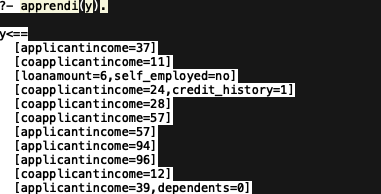 ?- apprendi(y).
y<==
[applicantincome=37]
[coapplicantincome=11]
[loanamount=6,self_employed=no]
[coapplicantincome=24,credit_history=1]
[coapplicantincome=28]
[coapplicantincome=57]
[applicantincome=57]
[applicantincome=94]
[applicantincome=96]
[coapplicantincome=12]
[applicantincome=39,dependents=0]